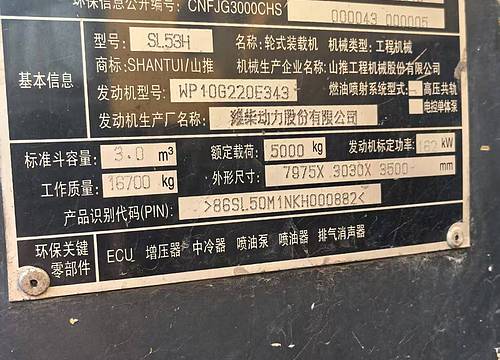 环保信息公开编号: CNFJG3000CHS
000043 000005
基本信息
型号: SL53H 名称: 轮式装载机 机械类型: 工程机械
商标: SHANTUI/山推 机械生产企业名称: 山推工程机械股份有限公司
发动机型号: WP10G220E343 燃油喷射系统型式: 高压共轨
电控单体泵
发动机生产厂名称: 潍柴动力股份有限公司
标准斗容量: 3.0 m³ 额定载荷: 5000 kg 发动机标定功率: 162 kW
工作质量: 16700 kg 外形尺寸: 7975X 3030X 3500 mm
产品识别代码(PIN): >86SL50M1NKH000882<
环保关键
零部件
ECU 增压器 中冷器 喷油泵 喷油器 排气消声器